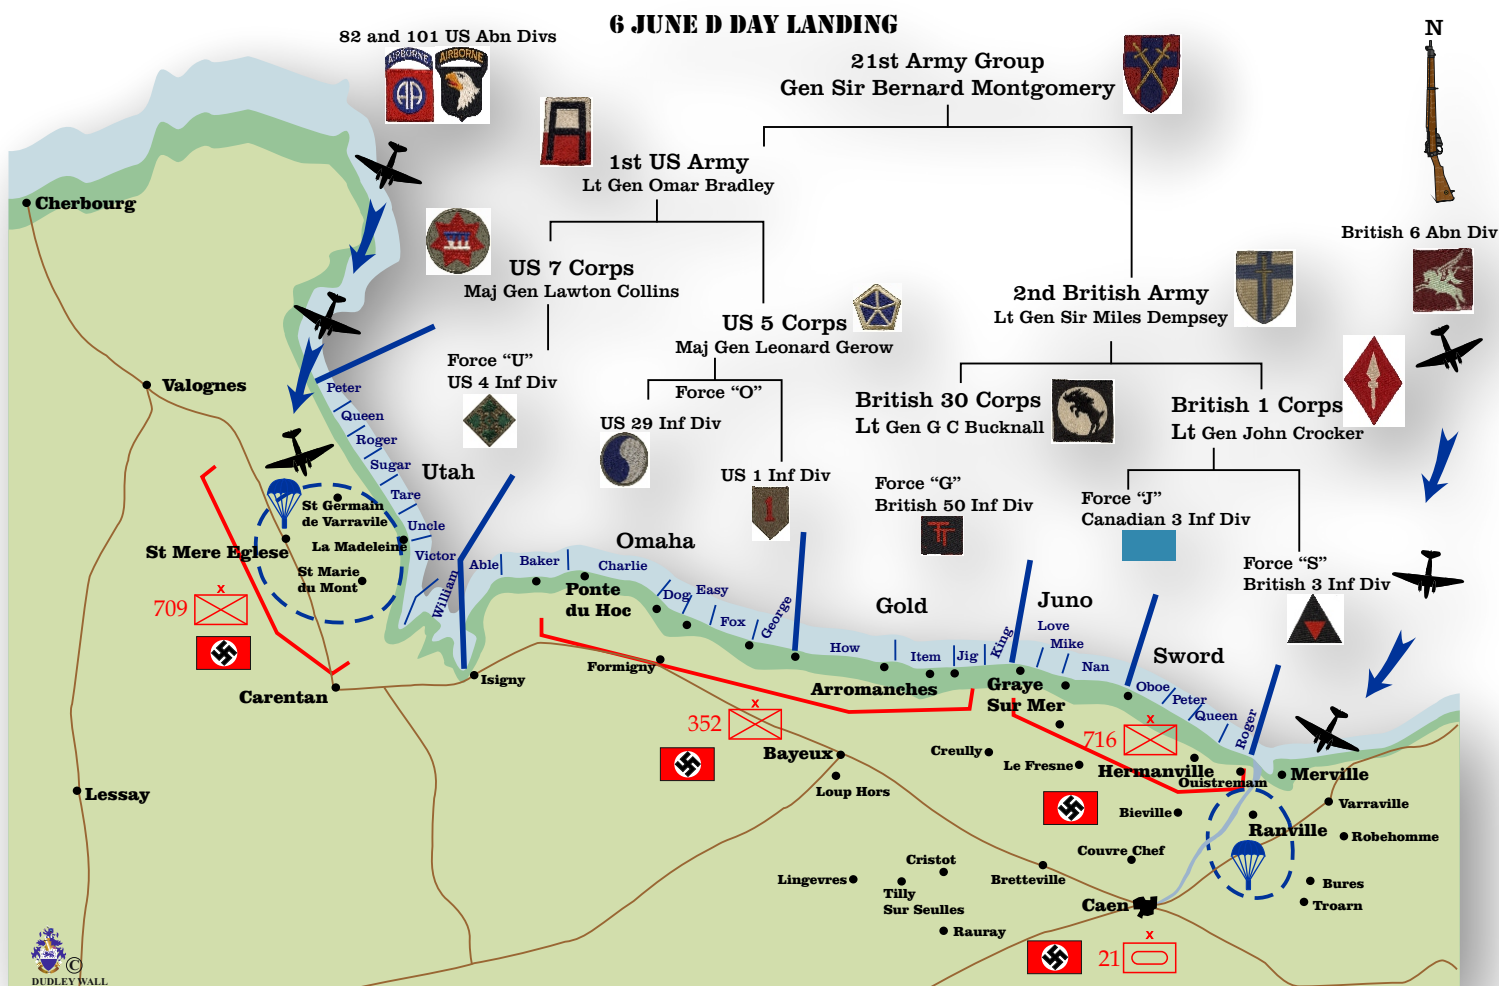 6 JUNE D DAY LANDING
82 and 101 US Abn Divs
AIRBORNE
AIRBORNE
AA
21st Army Group
Gen Sir Bernard Montgomery
N
1st US Army
Lt Gen Omar Bradley
Cherbourg
British 6 Abn Div
US 7 Corps
Maj Gen Lawton Collins
2nd British Army
Lt Gen Sir Miles Dempsey
US 5 Corps
Maj Gen Leonard Gerow
Force “U”
US 4 Inf Div
Force “O”
US 29 Inf Div
US 1 Inf Div
1
British 30 Corps
Lt Gen G C Bucknall
British 1 Corps
Lt Gen John Crocker
Force “G”
British 50 Inf Div
Force “J”
Canadian 3 Inf Div
Force “S”
British 3 Inf Div
Valognes
Peter
Queen
Roger
Sugar
Tare
Uncle
Victor
William
Utah
St Germain
de Varravile
St Mere Eglese
La Madeleine
St Marie
du Mont
x
709
Carentan
Isigny
Lessay
Omaha
Able
Baker
Charlie
Dog
Easy
Fox
George
Ponte
du Hoc
Formigny
x
352
Gold
How
Item
Jig
King
Arromanches
Juno
Love
Mike
Nan
Graye
Sur Mer
Sword
Oboe
Peter
Queen
Roger
x
716
Bayeux
Loup Hors
Creully
Le Fresne
Hermanville
Ouistremam
Merville
Varraville
Bieville
Ranville
Robehomme
Couvre Chef
Cristot
Lingevres
Tilly
Sur Seulles
Bretteville
Bures
Troarn
Caen
Rauray
x
21
©
DUDLEY WALL